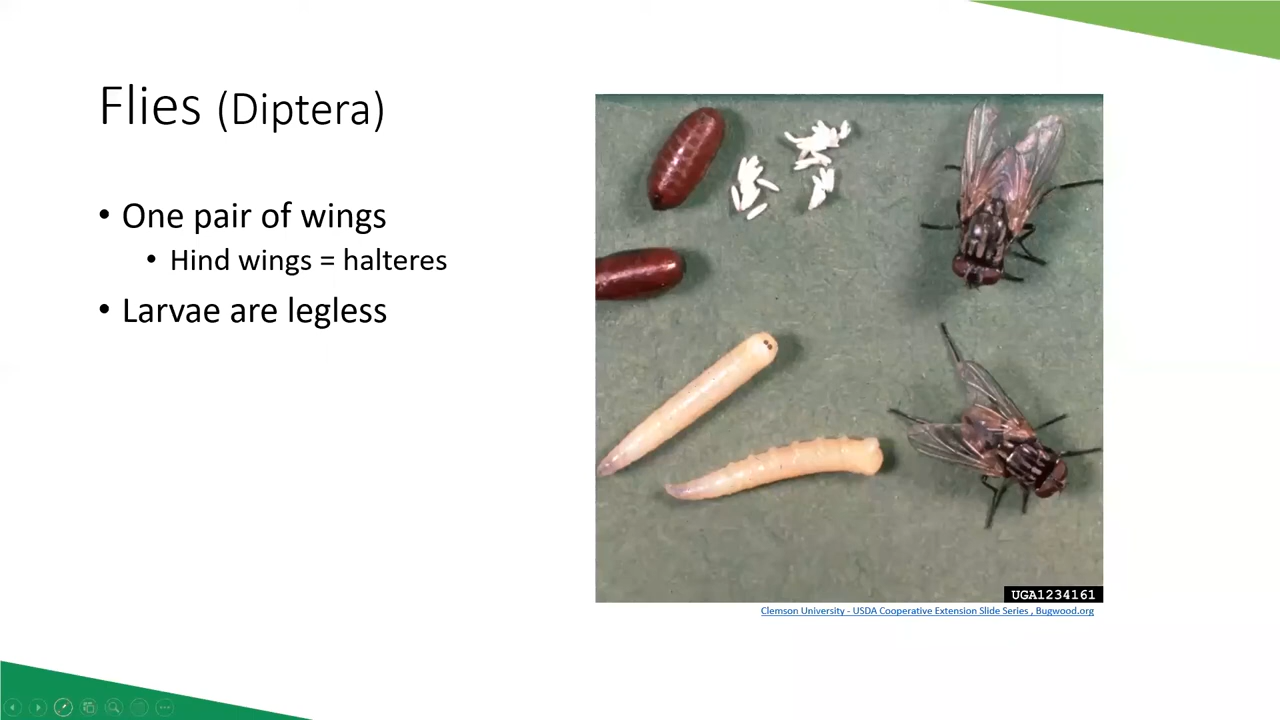 Flies (Diptera)
• One pair of wings
• Hind wings = halteres
• Larvae are legless
UGA1234161
Clemson University - USDA Cooperative Extension Slide Series , Bugwood.org